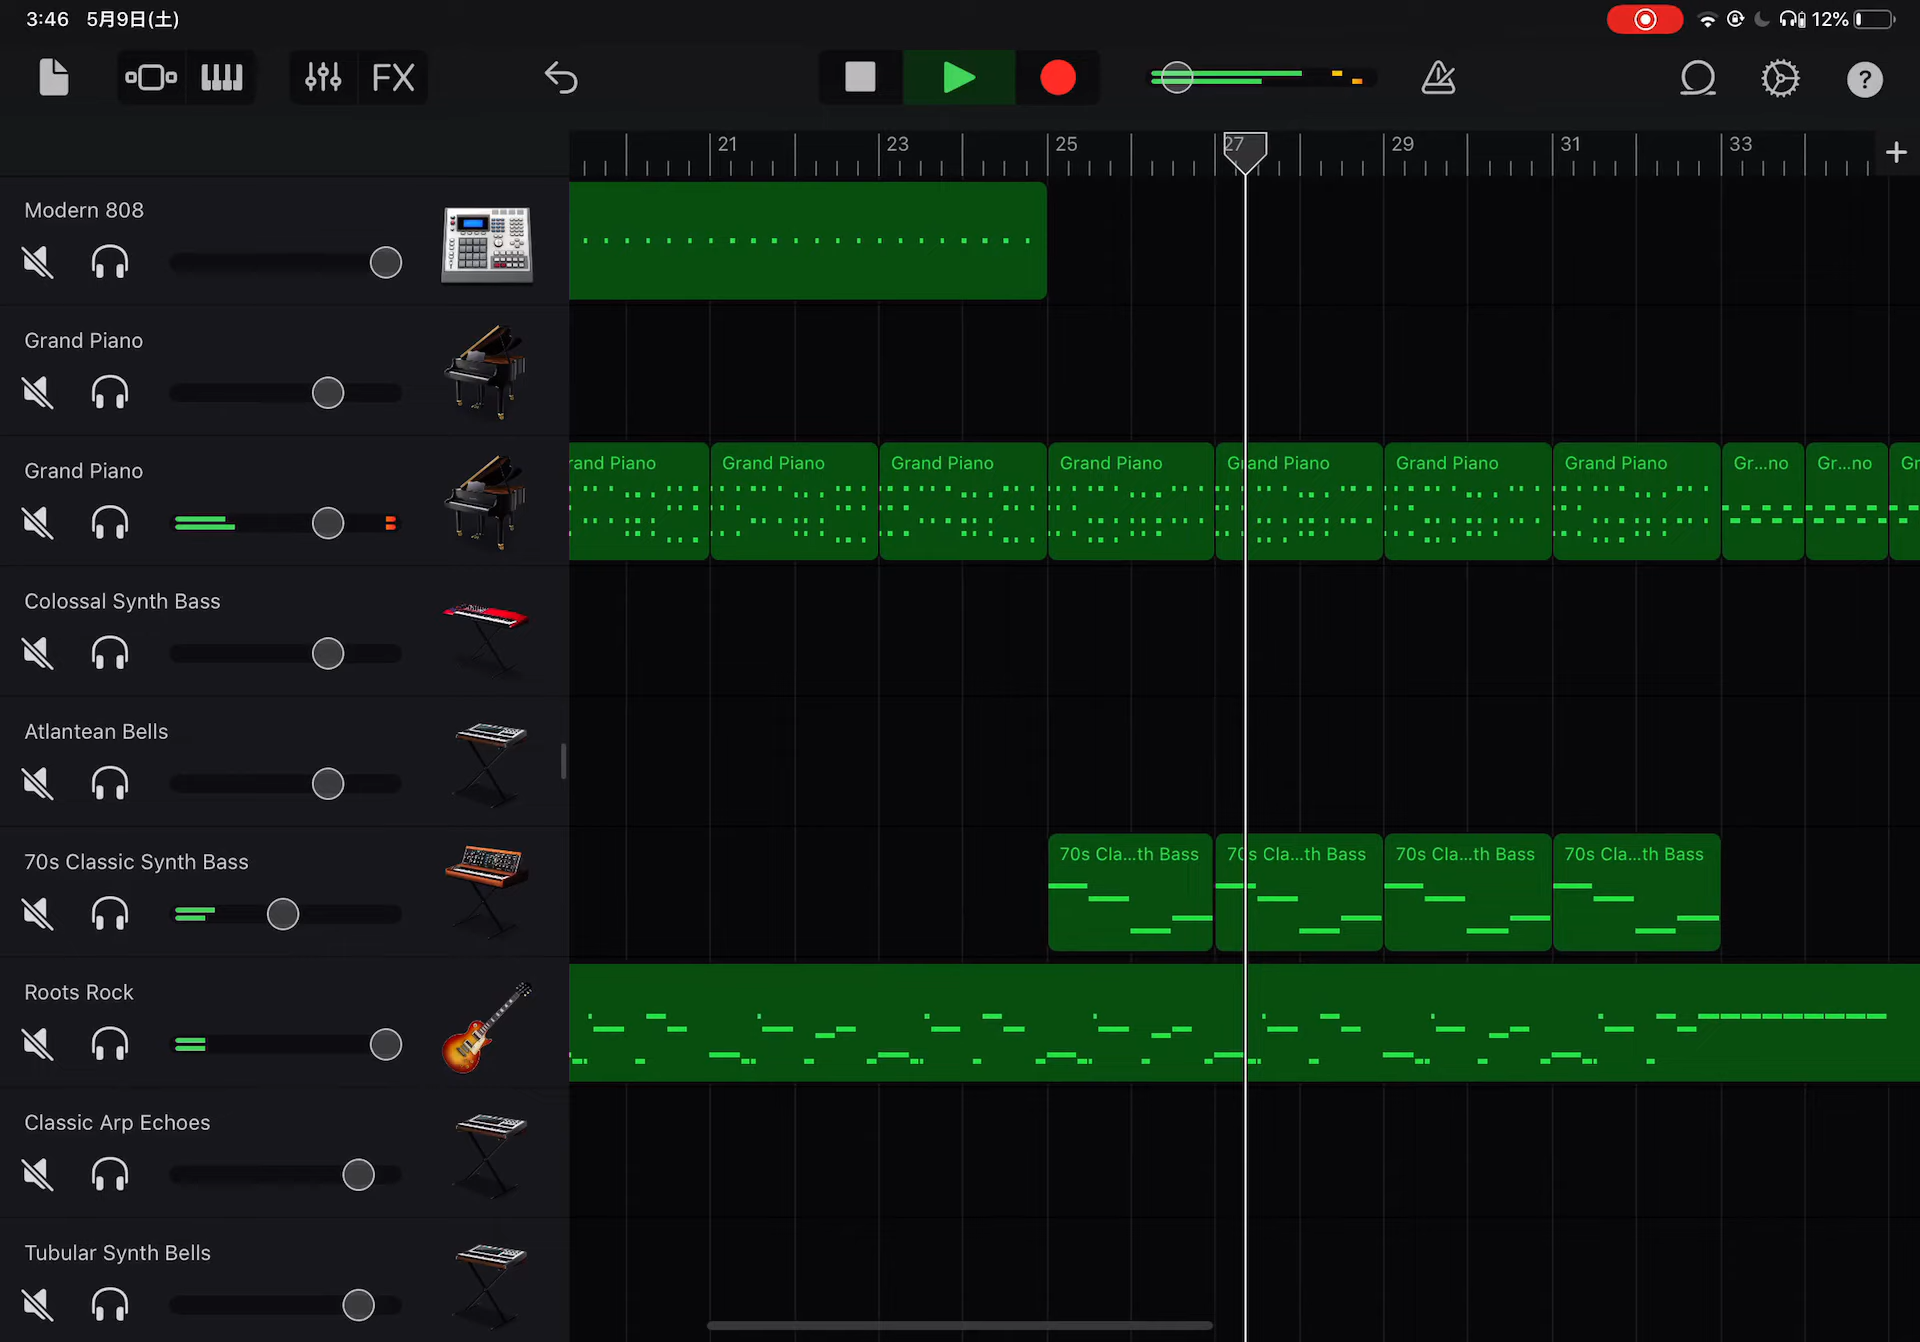 3:46 5月9日(土)
12%
FX
?
21 23 25 27 29 31 33
Modern 808
Grand Piano
Grand Piano
rand Piano Grand Piano Grand Piano Grand Piano Grand Piano Grand Piano Grand Piano Gr...no Gr...no Gr
Colossal Synth Bass
Atlantean Bells
70s Classic Synth Bass
70s Cla...th Bass 70s Cla...th Bass 70s Cla...th Bass 70s Cla...th Bass
Roots Rock
Classic Arp Echoes
Tubular Synth Bells